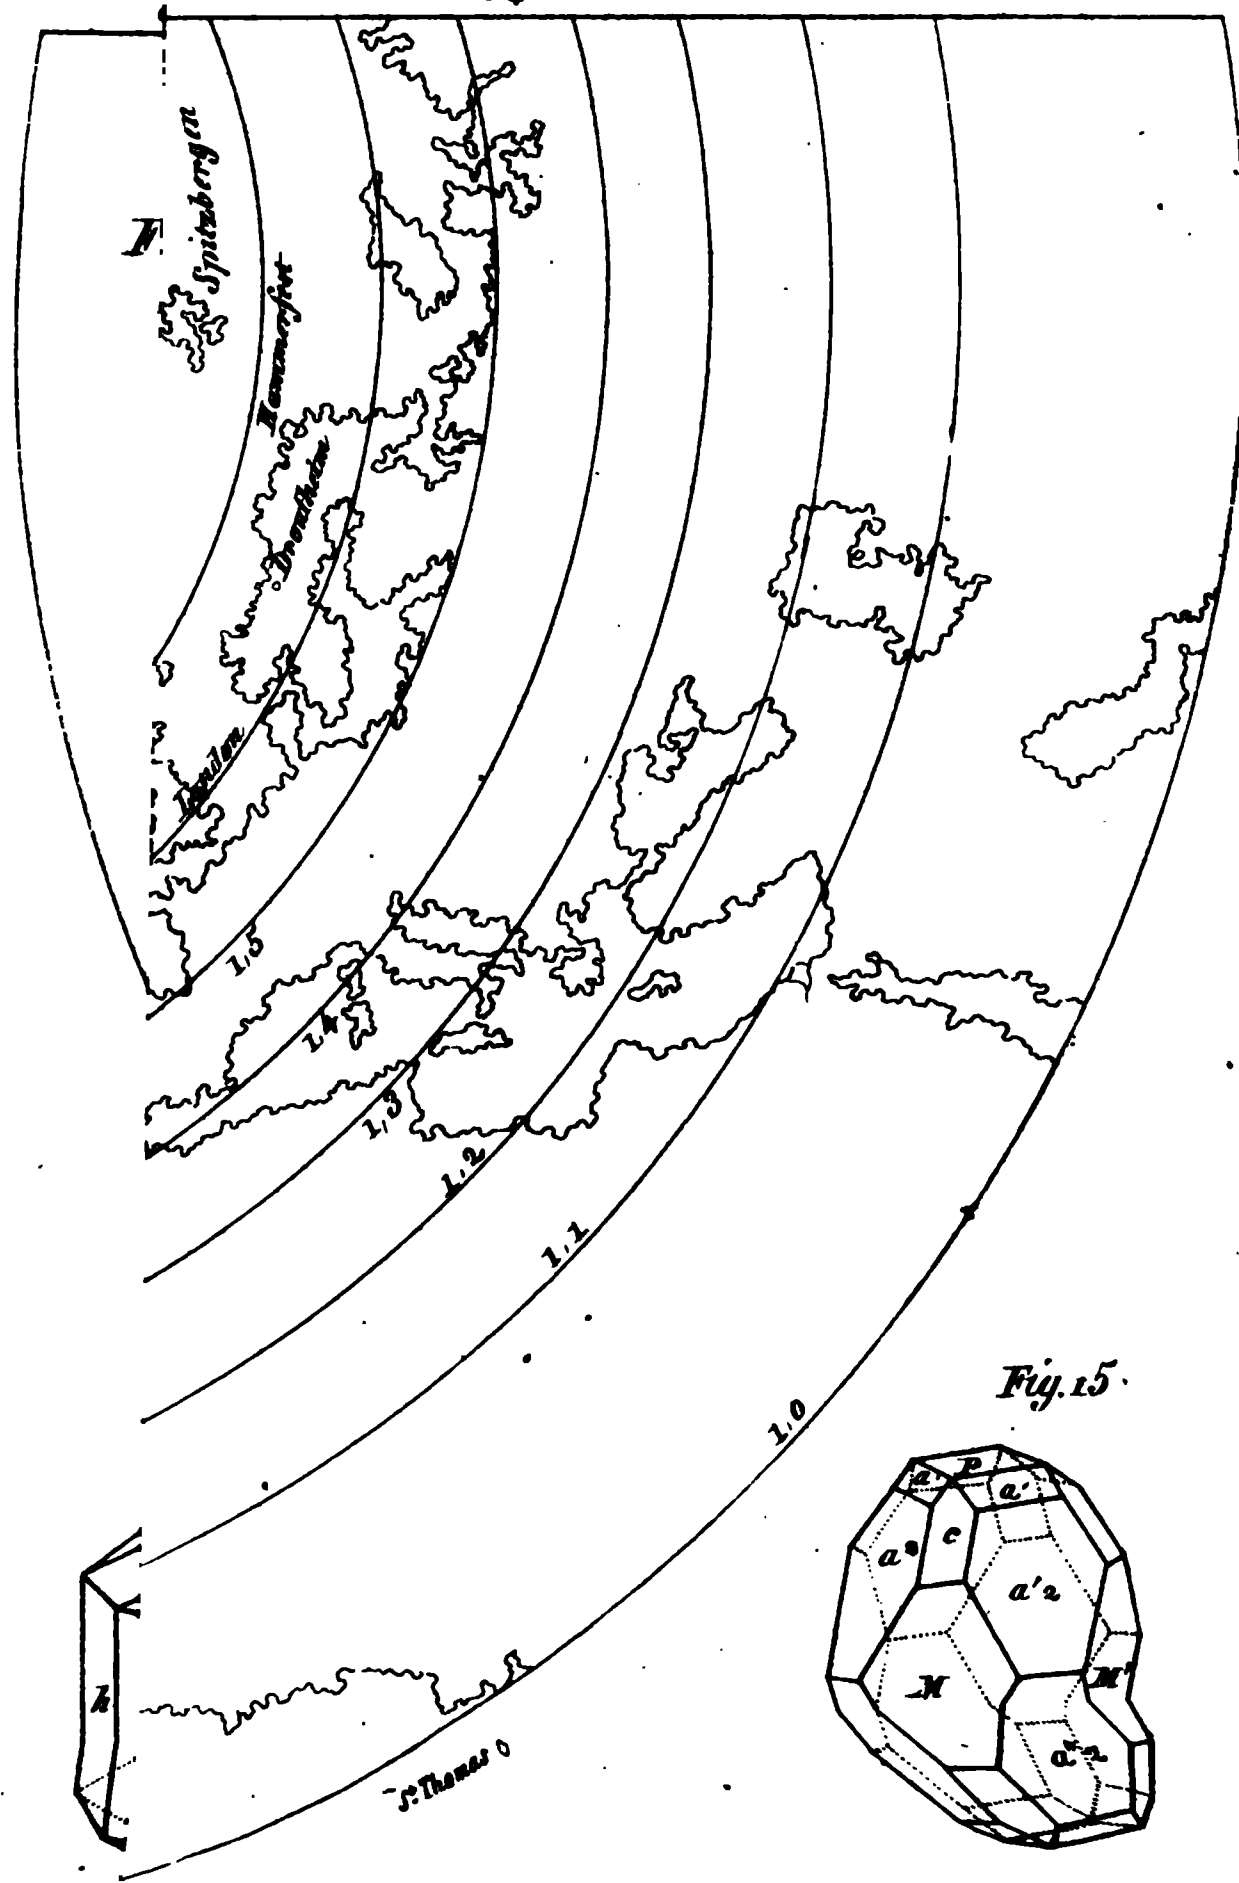 Spitzbergen
F
Hammerfest
Drontheim
London
1,5
1,4
1,3
1,2
1,1
1,0
Fig. 15.
P
a'
c
a'2
M
M'
h
St. Thomas